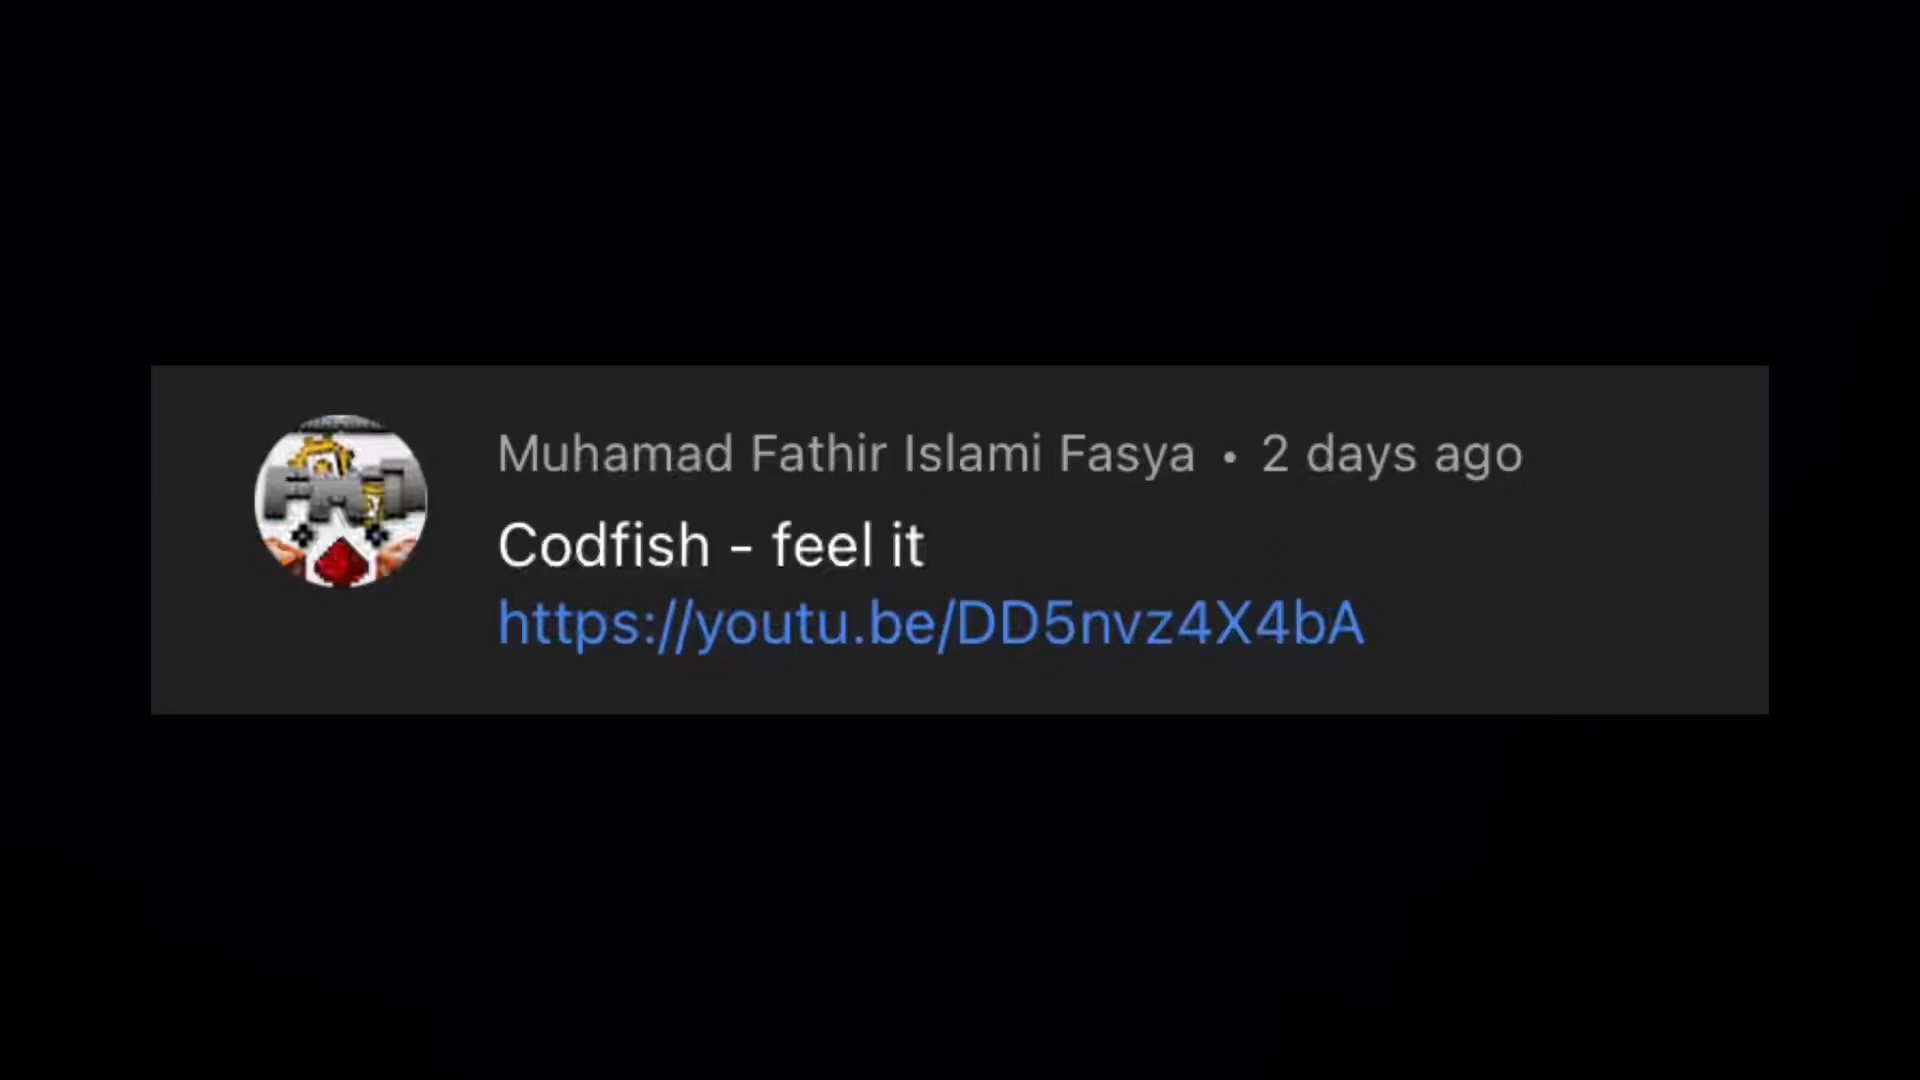 Muhamad Fathir Islami Fasya • 2 days ago
Codfish - feel it
https://youtu.be/DD5nvz4X4bA